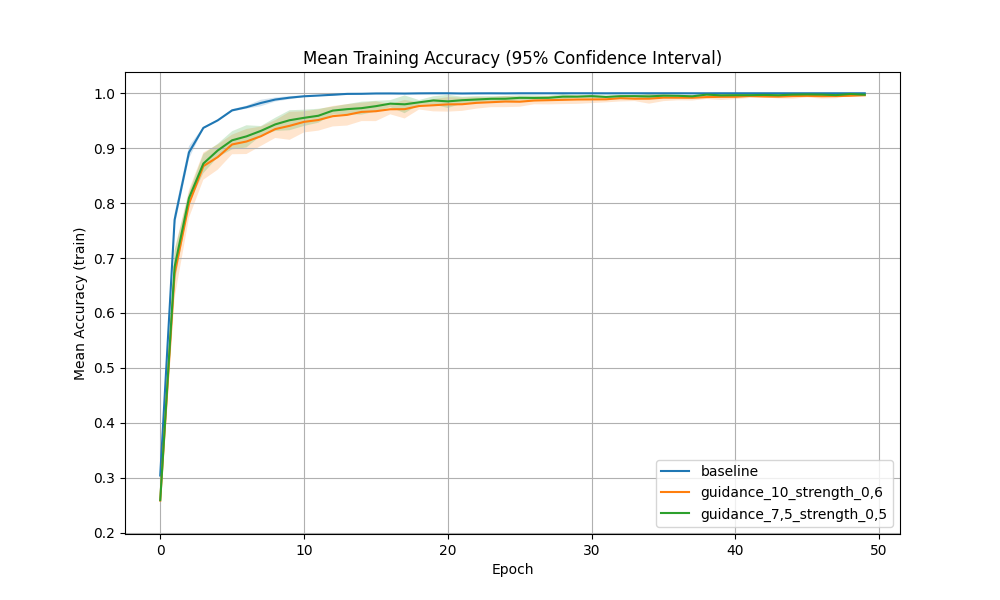 Mean Training Accuracy (95% Confidence Interval)
Mean Accuracy (train)
1.0
0.9
0.8
0.7
0.6
0.5
0.4
0.3
0.2
0 10 20 30 40 50
Epoch
baseline
guidance_10_strength_0,6
guidance_7,5_strength_0,5